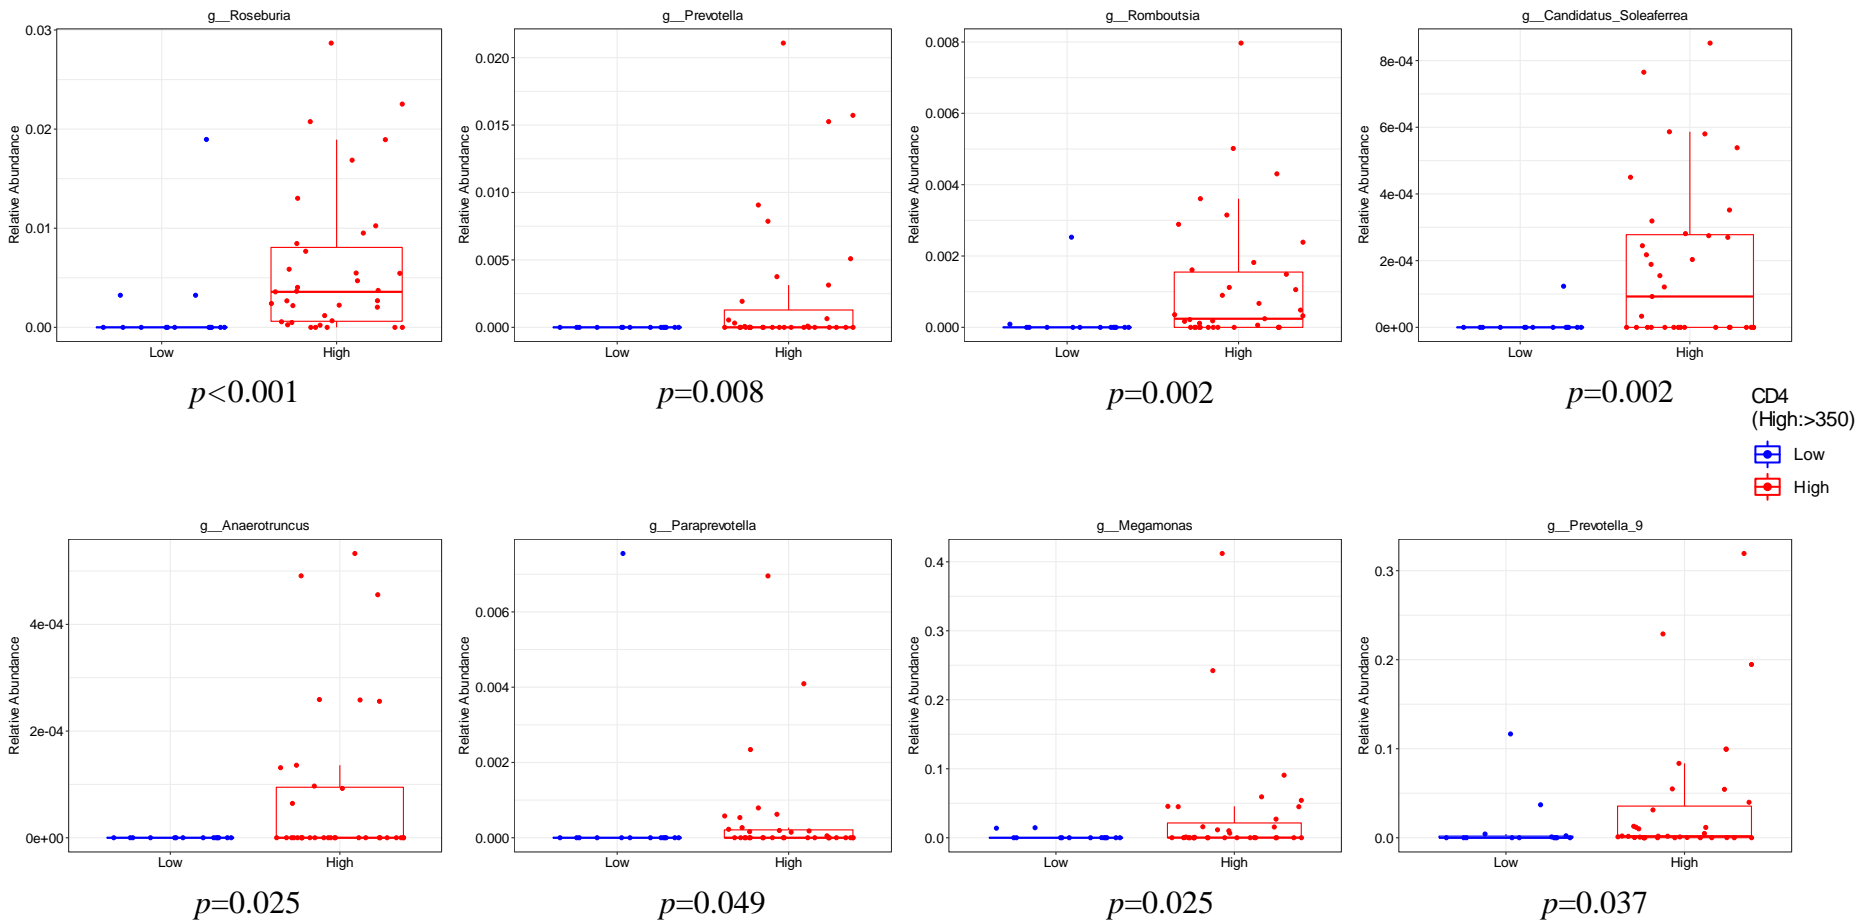 g__Roseburia
g__Prevotella
g__Romboutsia
g__Candidatus_Soleaferrea
Relative Abundance
0.03
0.02
0.01
0.00
Low
High
Relative Abundance
0.020
0.015
0.010
0.005
0.000
Low
High
Relative Abundance
0.008
0.006
0.004
0.002
0.000
Low
High
Relative Abundance
8e-04
6e-04
4e-04
2e-04
0e+00
Low
High
p<0.001
p=0.008
p=0.002
p=0.002
CD4
(High:>350)
Low
High
g__Anaerotruncus
g__Paraprevotella
g__Megamonas
g__Prevotella_9
Relative Abundance
4e-04
2e-04
0e+00
Low
High
Relative Abundance
0.006
0.004
0.002
0.000
Low
High
Relative Abundance
0.4
0.3
0.2
0.1
0.0
Low
High
Relative Abundance
0.3
0.2
0.1
0.0
Low
High
p=0.025
p=0.049
p=0.025
p=0.037